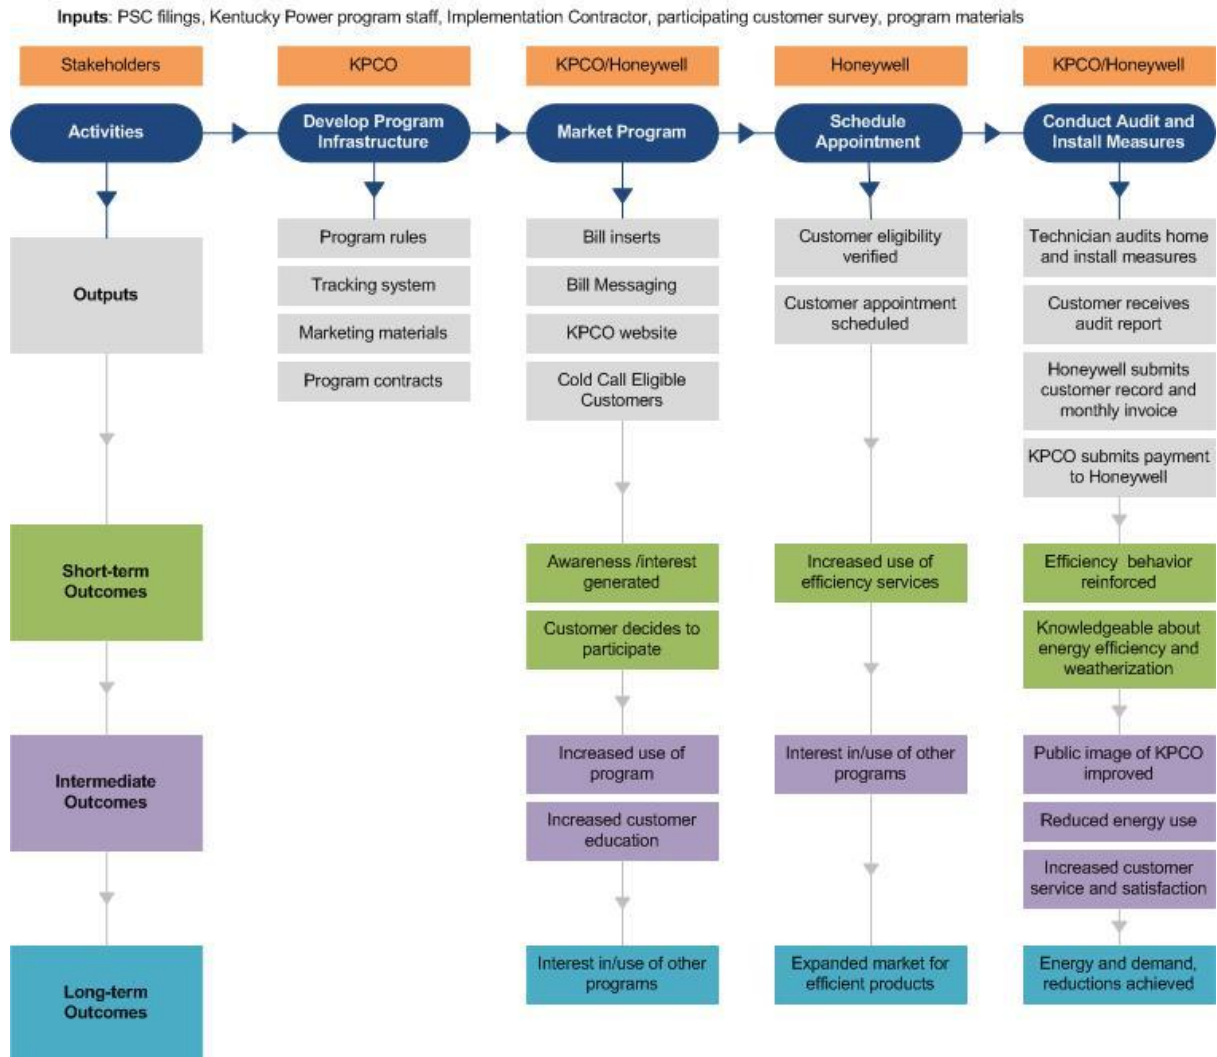 Inputs: PSC filings, Kentucky Power program staff, Implementation Contractor, participating customer survey, program materials
Stakeholders
KPCO
KPCO/Honeywell
Honeywell
KPCO/Honeywell
Activities
Develop Program
Infrastructure
Market Program
Schedule
Appointment
Conduct Audit and
Install Measures
Outputs
Program rules
Tracking system
Marketing materials
Program contracts
Bill inserts
Bill Messaging
KPCO website
Cold Call Eligible
Customers
Customer eligibility
verified
Customer appointment
scheduled
Technician audits home
and install measures
Customer receives
audit report
Honeywell submits
customer record and
monthly invoice
KPCO submits payment
to Honeywell
Short-term
Outcomes
Awareness /interest
generated
Customer decides to
participate
Increased use of
efficiency services
Efficiency behavior
reinforced
Knowledgeable about
energy efficiency and
weatherization
Intermediate
Outcomes
Increased use of
program
Increased customer
education
Interest in/use of other
programs
Public image of KPCO
improved
Reduced energy use
Increased customer
service and satisfaction
Long-term
Outcomes
Interest in/use of other
programs
Expanded market for
efficient products
Energy and demand,
reductions achieved